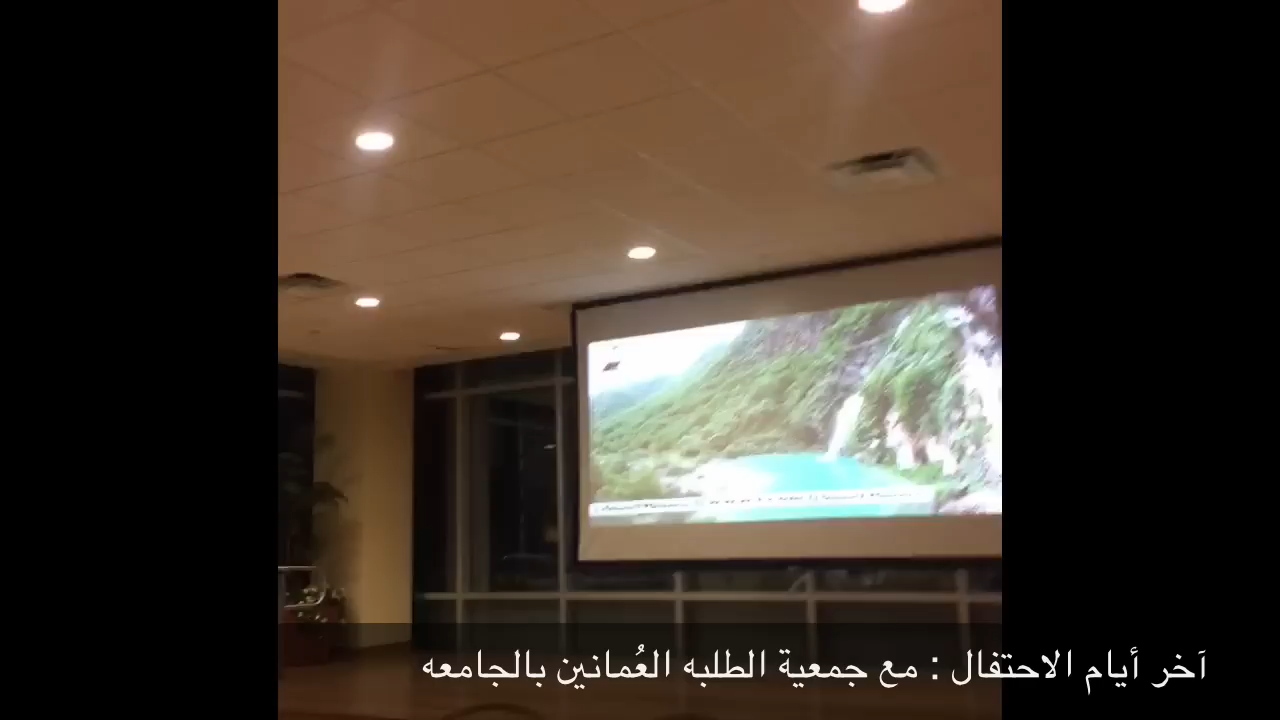 آخر أيام الاحتفال : مع جمعية الطلبه العُمانين بالجامعه